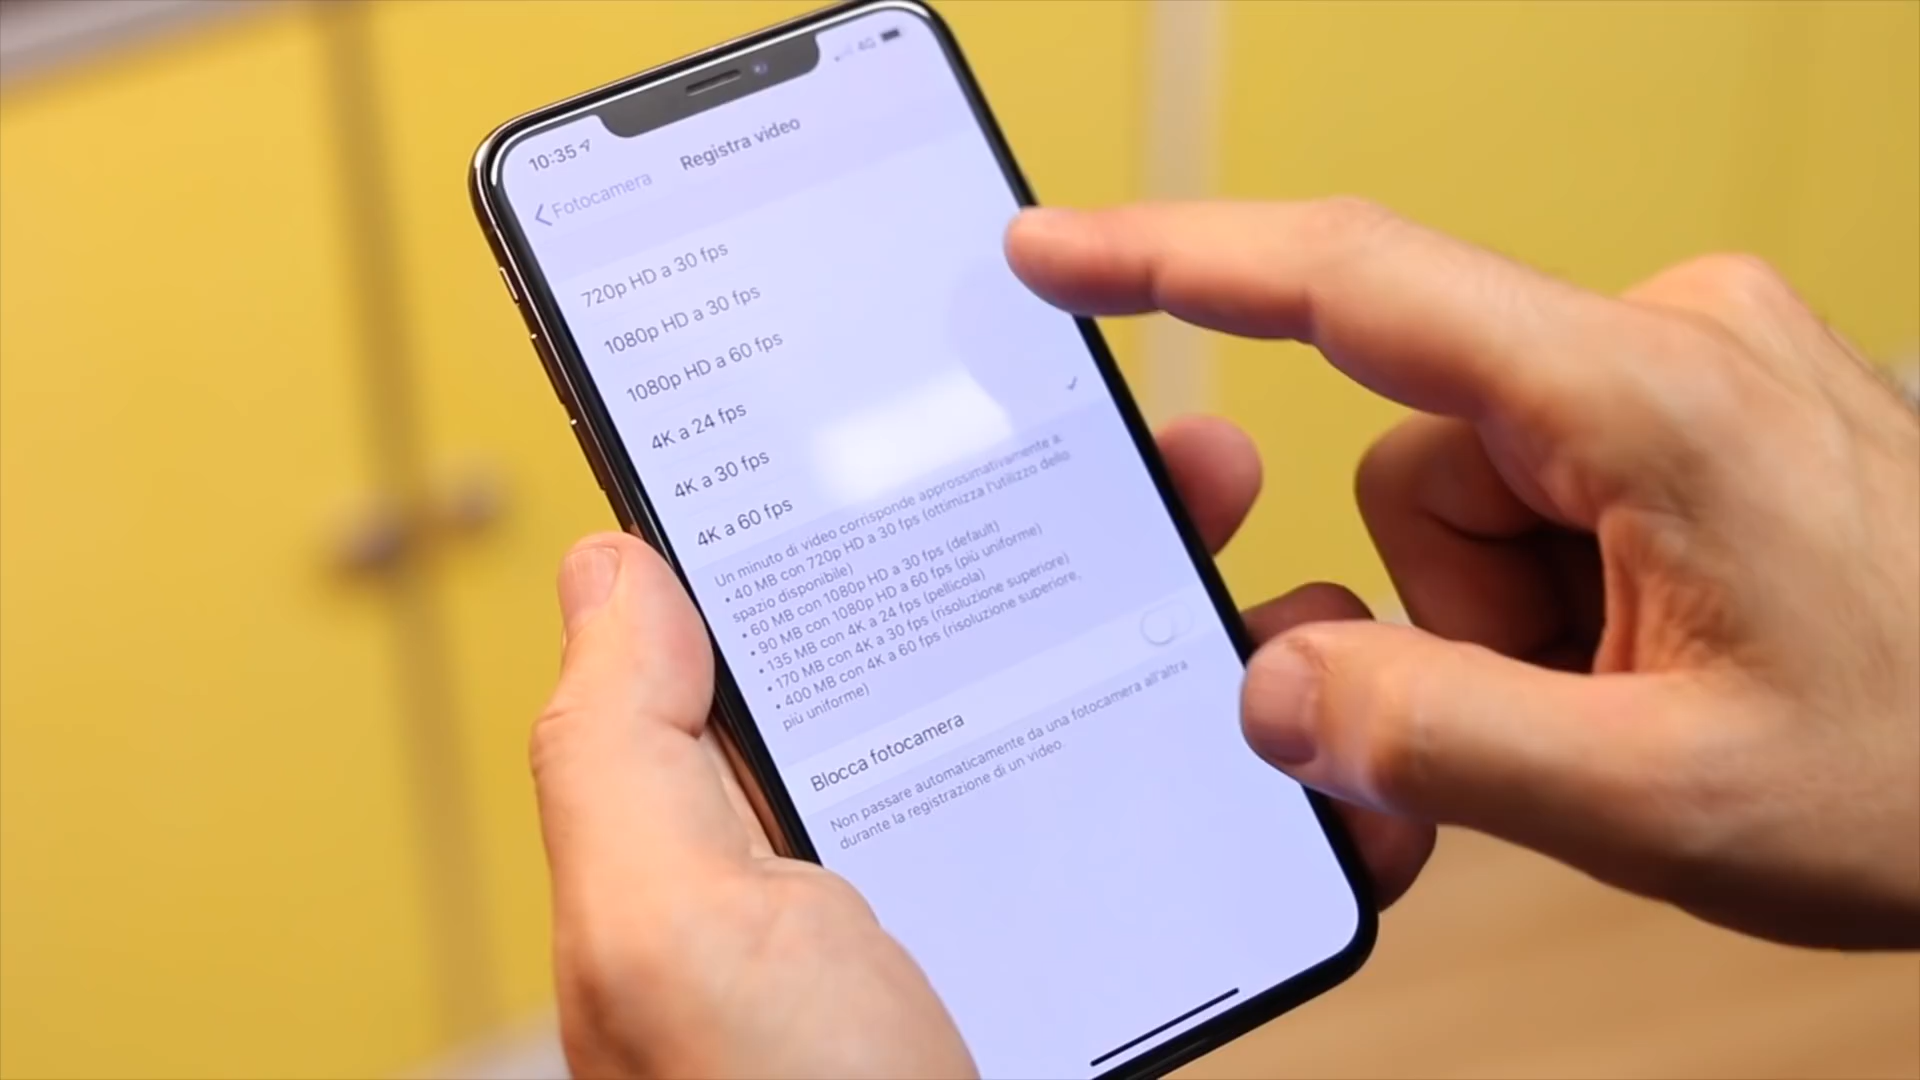 10:35
4G
Fotocamera
Registra video
720p HD a 30 fps
1080p HD a 30 fps
1080p HD a 60 fps
4K a 24 fps
4K a 30 fps
4K a 60 fps
Un minuto di video corrisponde approssimativamente a:
• 40 MB con 720p HD a 30 fps (ottimizza l'utilizzo dello
spazio disponibile)
• 60 MB con 1080p HD a 30 fps (default)
• 90 MB con 1080p HD a 60 fps (più uniforme)
• 135 MB con 4K a 24 fps (pellicola)
• 170 MB con 4K a 30 fps (risoluzione superiore)
• 400 MB con 4K a 60 fps (risoluzione superiore,
più uniforme)
Blocca fotocamera
Non passare automaticamente da una fotocamera all'altra
durante la registrazione di un video.